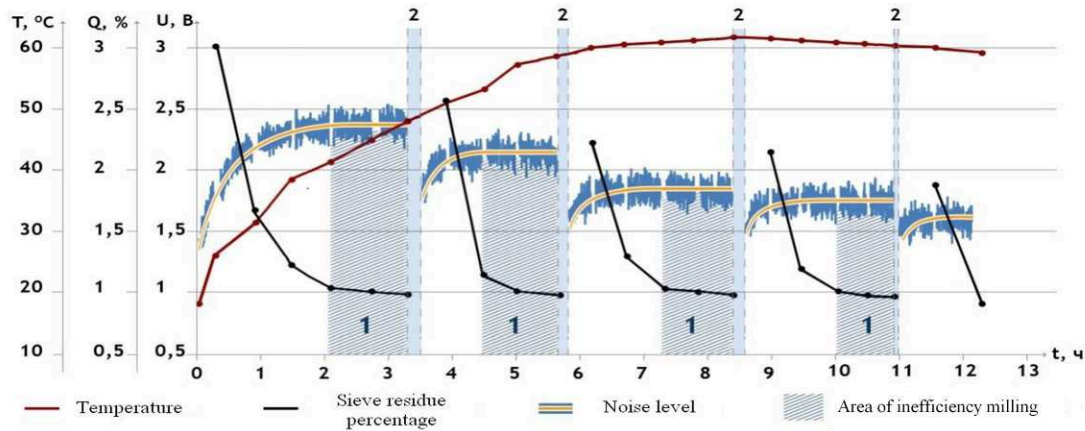 T, °C Q, % U, В 2 2 2 2
60 3 3
50 2,5 2,5
40 2 2
30 1,5 1,5
20 1 1
1 1 1 1
10 0,5 0,5
t, ч
0 1 2 3 4 5 6 7 8 9 10 11 12 13
Temperature
Sieve residue
percentage
Noise level
Area of inefficiency milling